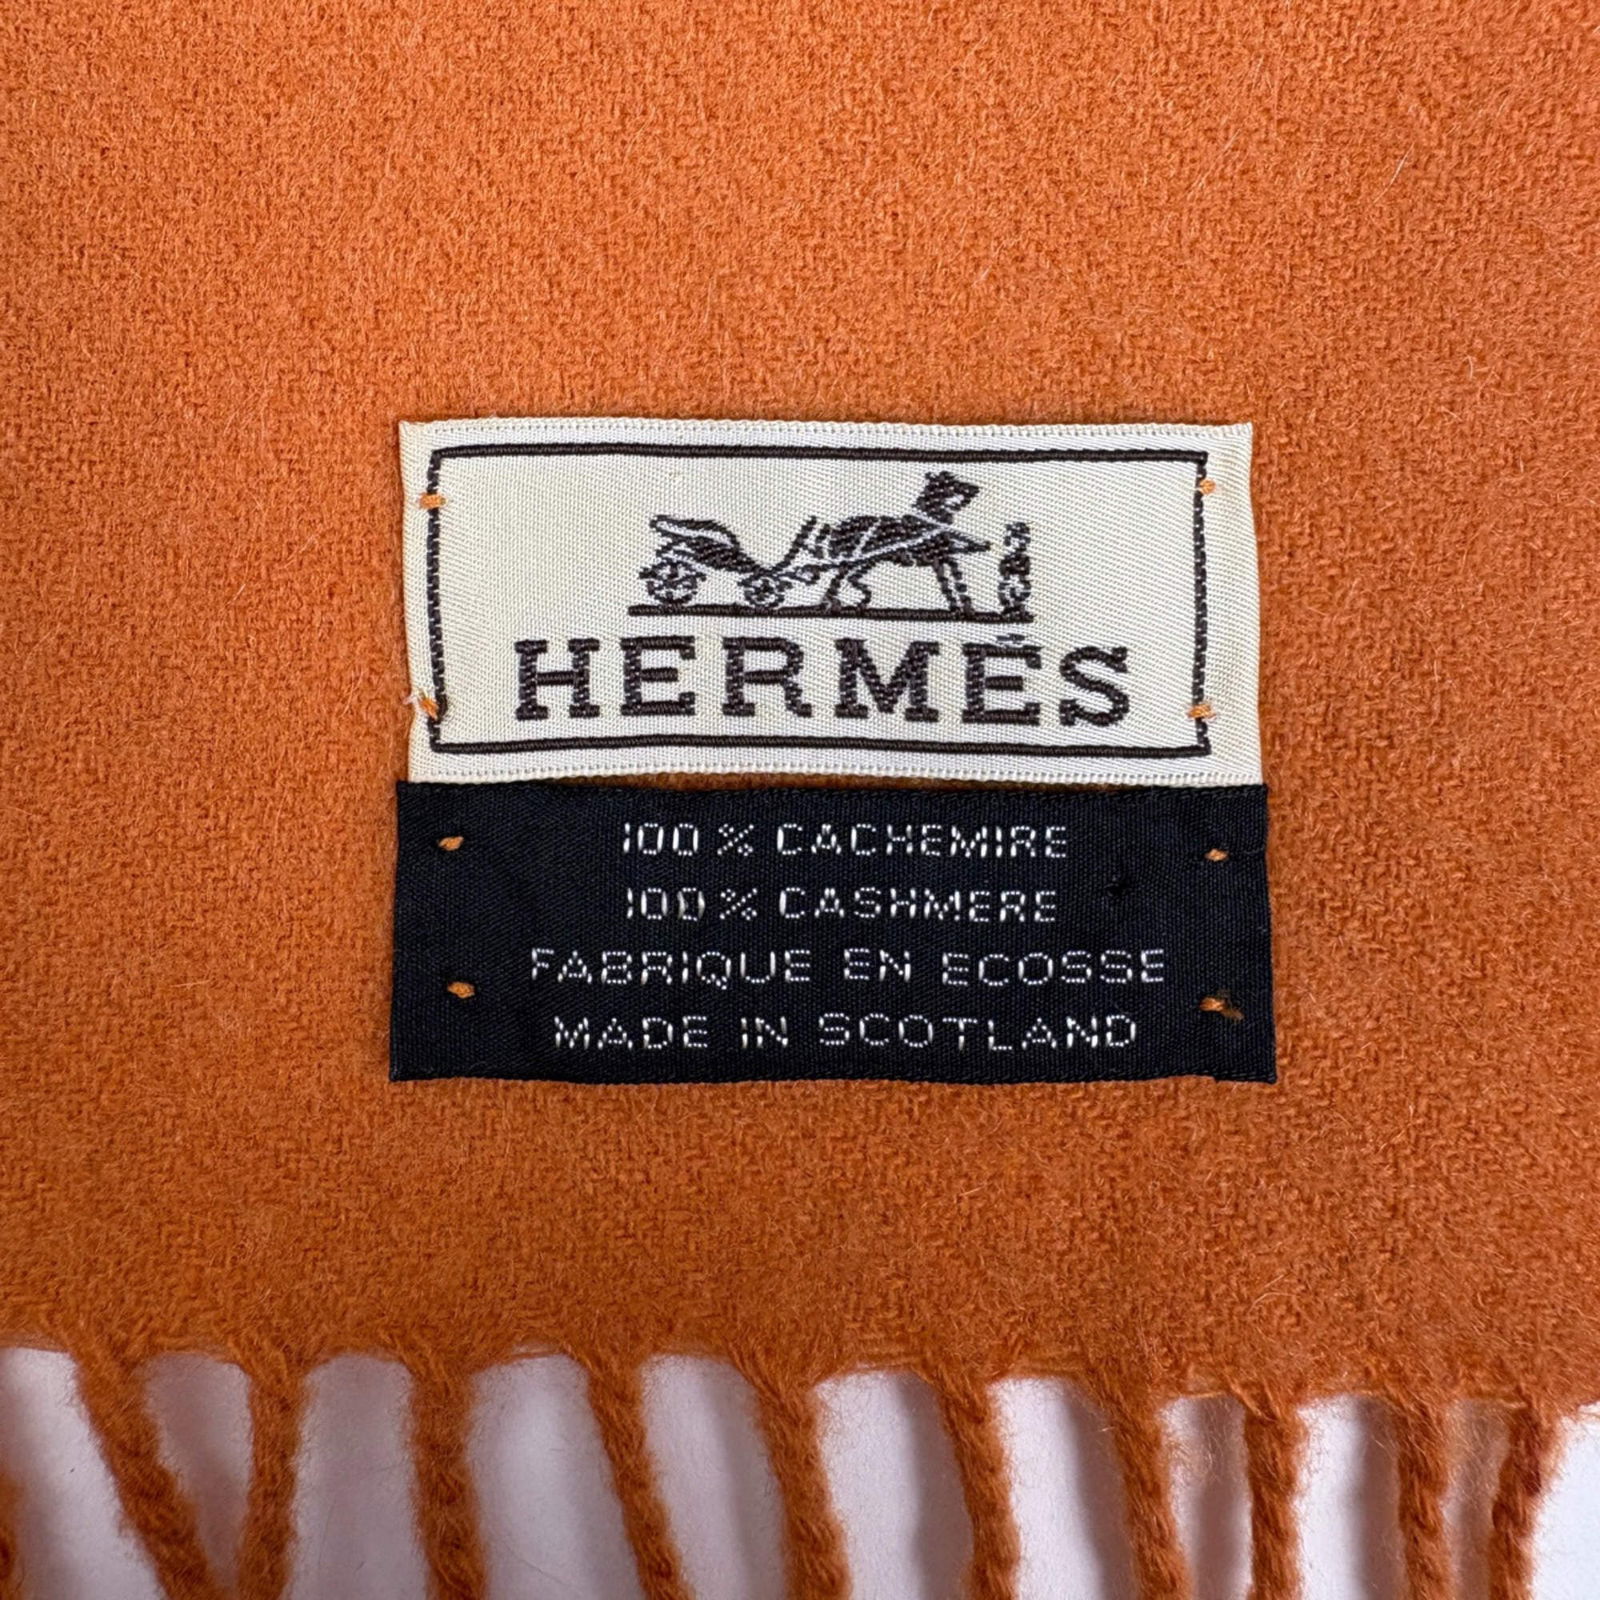 HERMÈS
100 % CACHEMIRE
100 % CASHMERE
FABRIQUE EN ECOSSE
MADE IN SCOTLAND